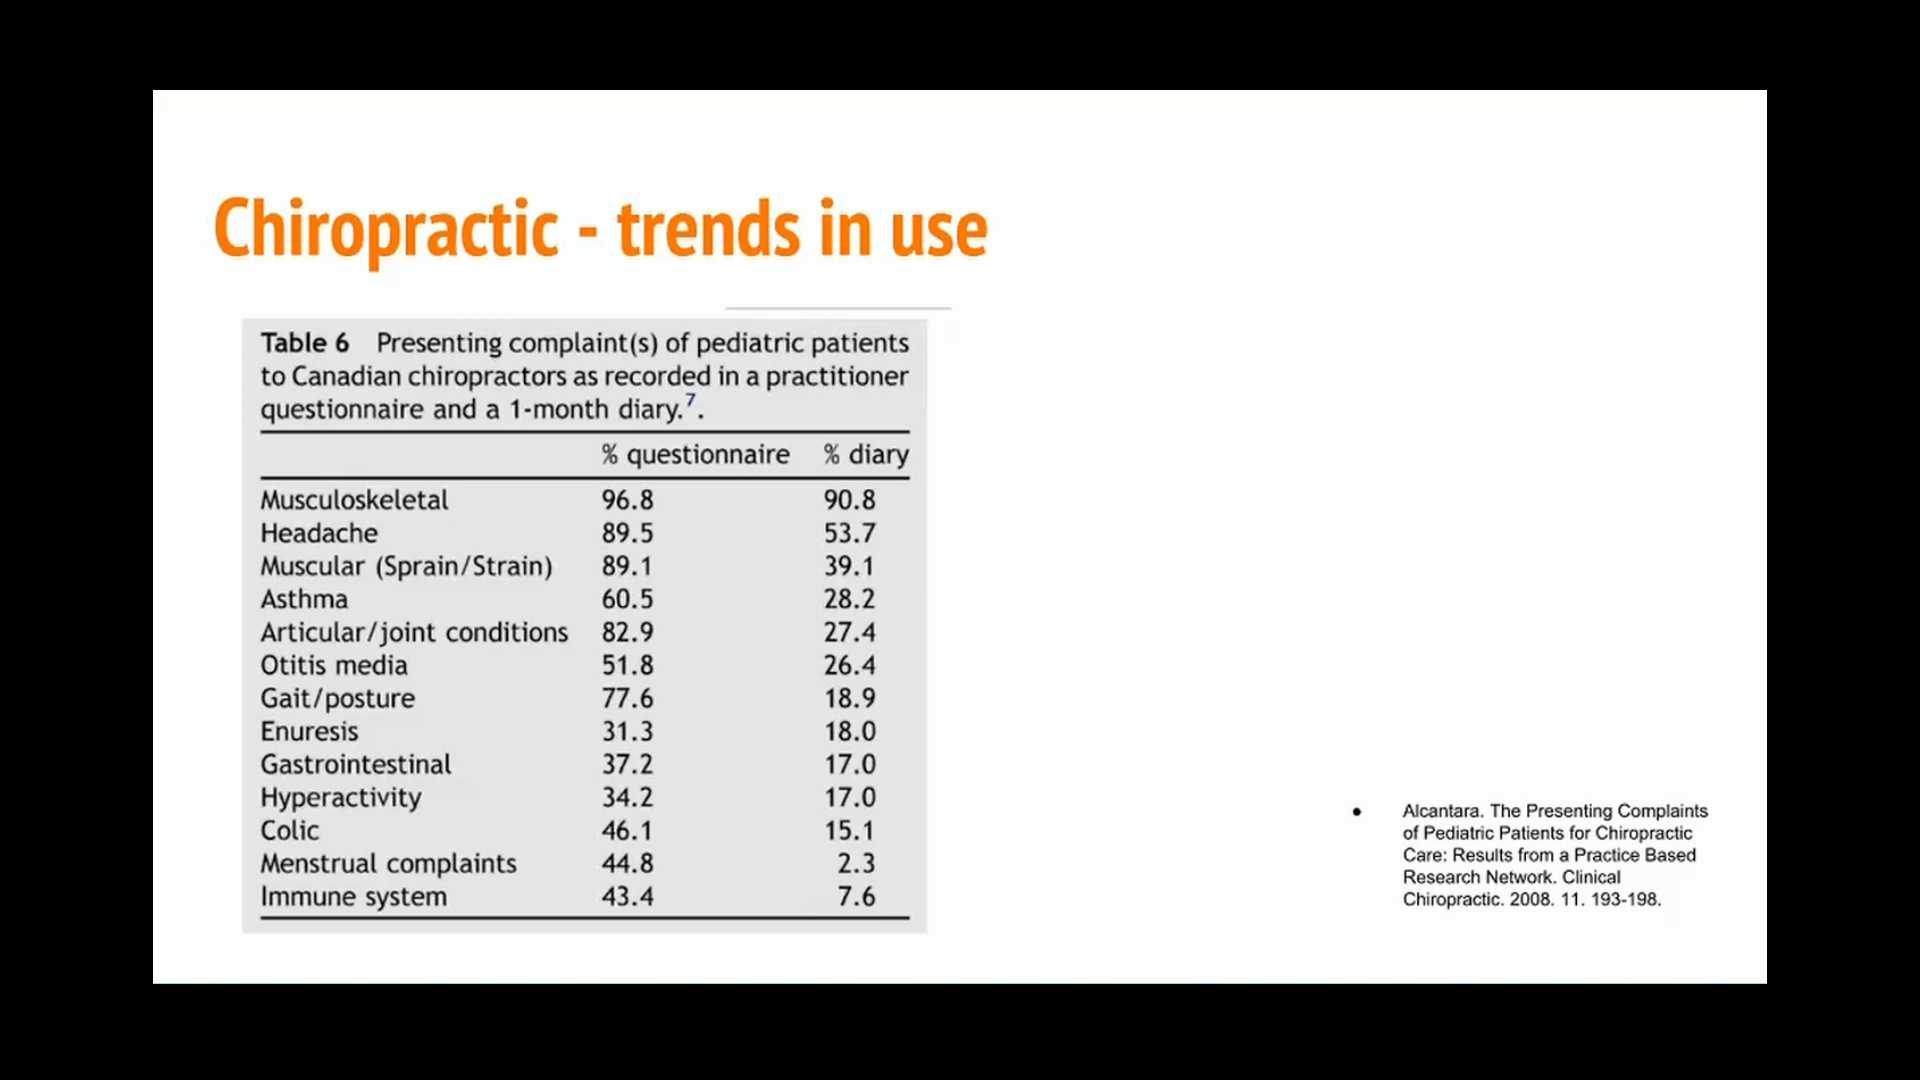 Chiropractic - trends in use
Table 6 Presenting complaint(s) of pediatric patients
to Canadian chiropractors as recorded in a practitioner
questionnaire and a 1-month diary.7.
% questionnaire % diary
Musculoskeletal 96.8 90.8
Headache 89.5 53.7
Muscular (Sprain/Strain) 89.1 39.1
Asthma 60.5 28.2
Articular/joint conditions 82.9 27.4
Otitis media 51.8 26.4
Gait/posture 77.6 18.9
Enuresis 31.3 18.0
Gastrointestinal 37.2 17.0
Hyperactivity 34.2 17.0
Colic 46.1 15.1
Menstrual complaints 44.8 2.3
Immune system 43.4 7.6
● Alcantara. The Presenting Complaints
of Pediatric Patients for Chiropractic
Care: Results from a Practice Based
Research Network. Clinical
Chiropractic. 2008. 11. 193-198.